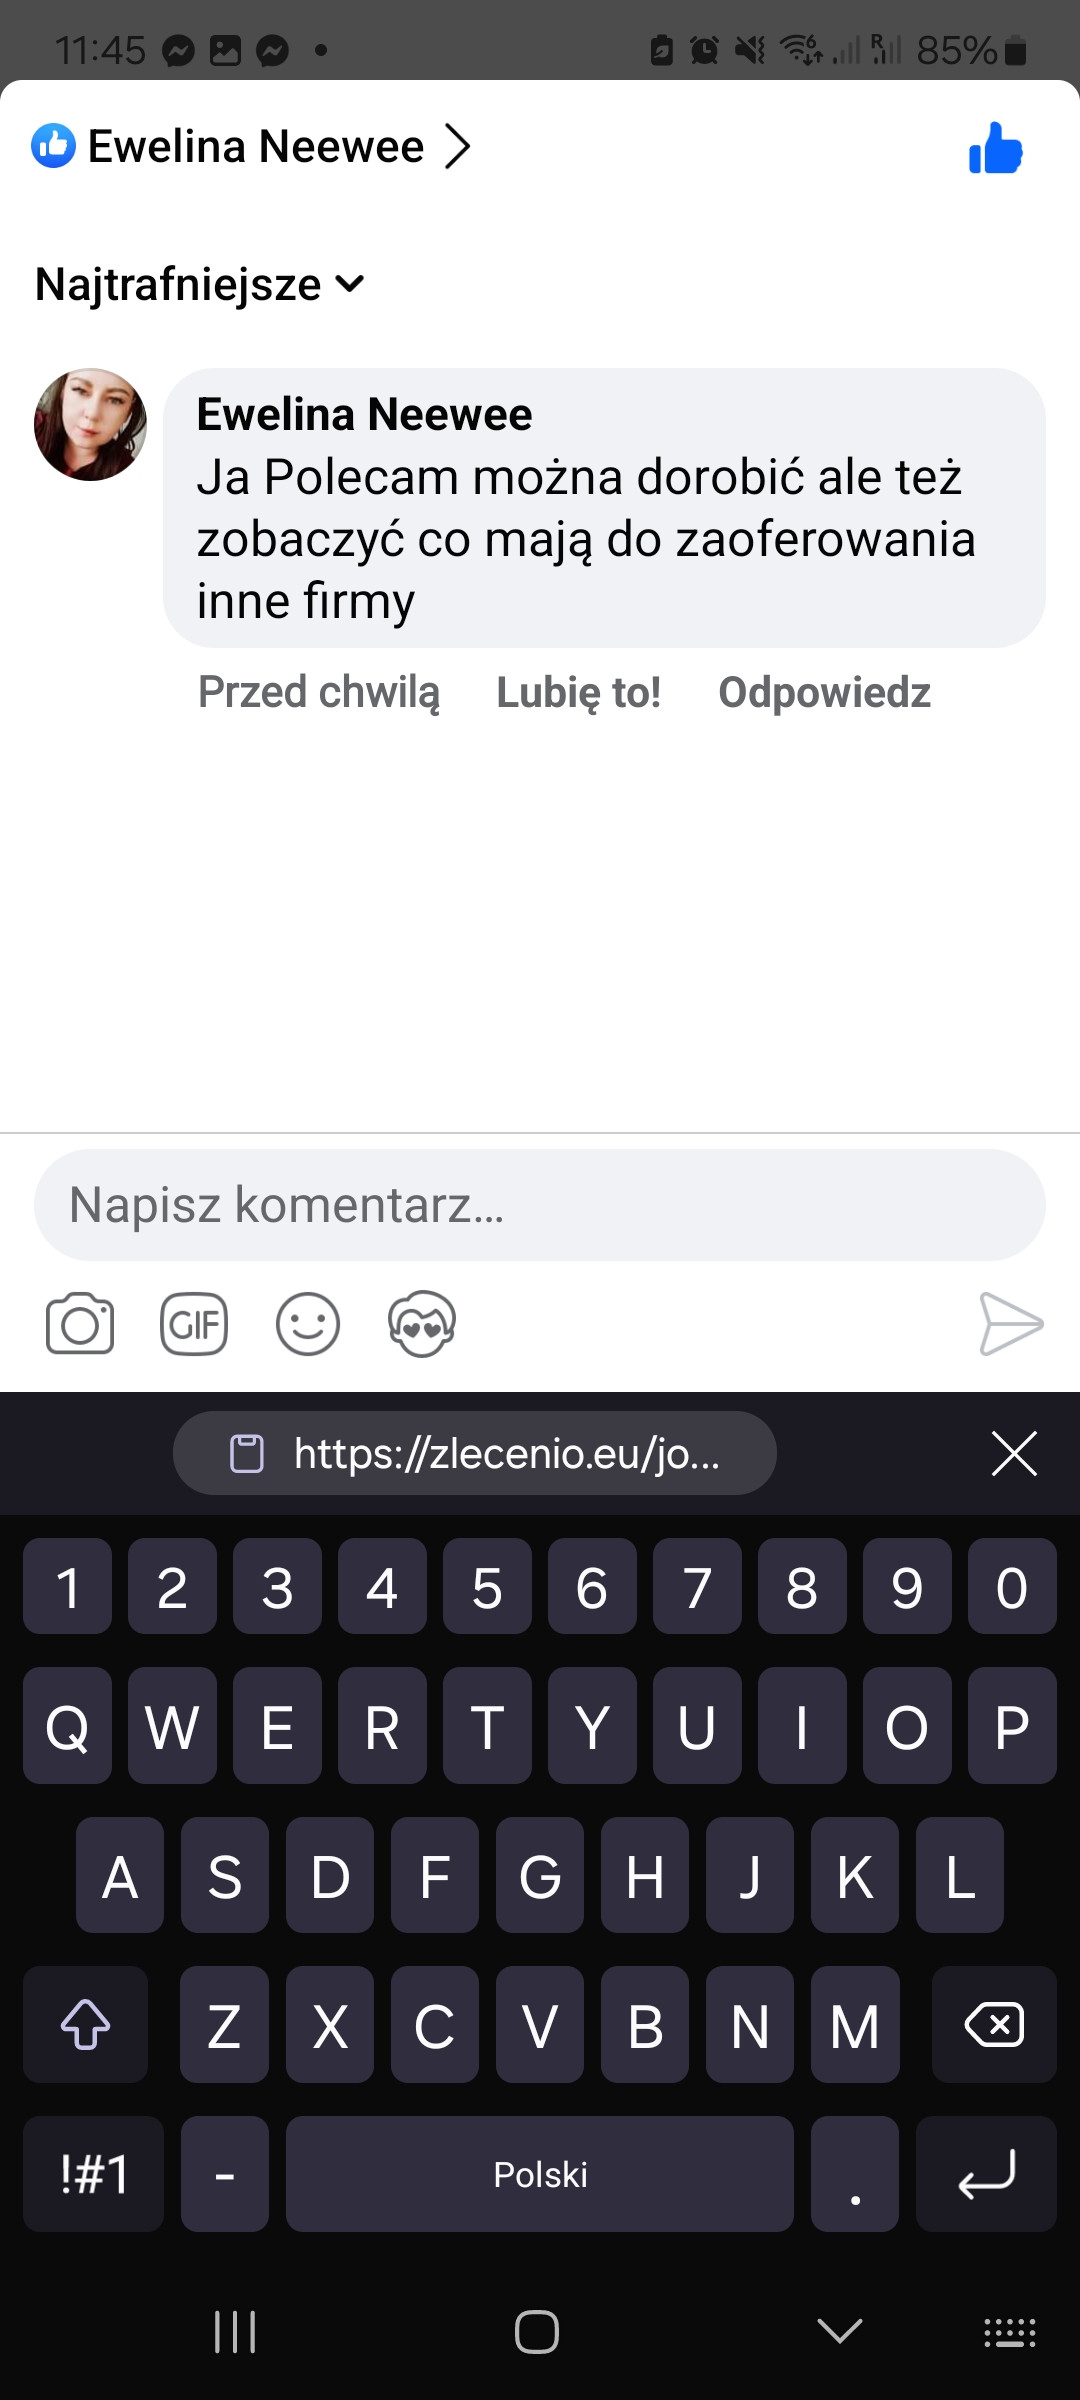 11:45
6
R
85%
Ewelina Neewee
Najtrafniejsze
Ewelina Neewee
Ja Polecam można dorobić ale też
zobaczyć co mają do zaoferowania
inne firmy
Przed chwilą Lubię to! Odpowiedz
Napisz komentarz...
GIF
https://zlecenio.eu/jo...
1 2 3 4 5 6 7 8 9 0
Q W E R T Y U I O P
A S D F G H J K L
Z X C V B N M
!#1 - Polski .